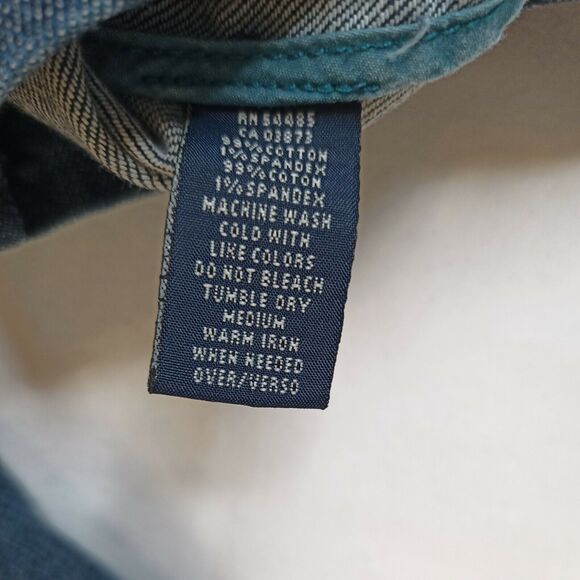 RN 54485
CA 03873
99% COTTON
1% SPANDEX
99% COTON
1% SPANDEX
MACHINE WASH
COLD WITH
LIKE COLORS
DO NOT BLEACH
TUMBLE DRY
MEDIUM
WARM IRON
WHEN NEEDED
OVER/VERSO